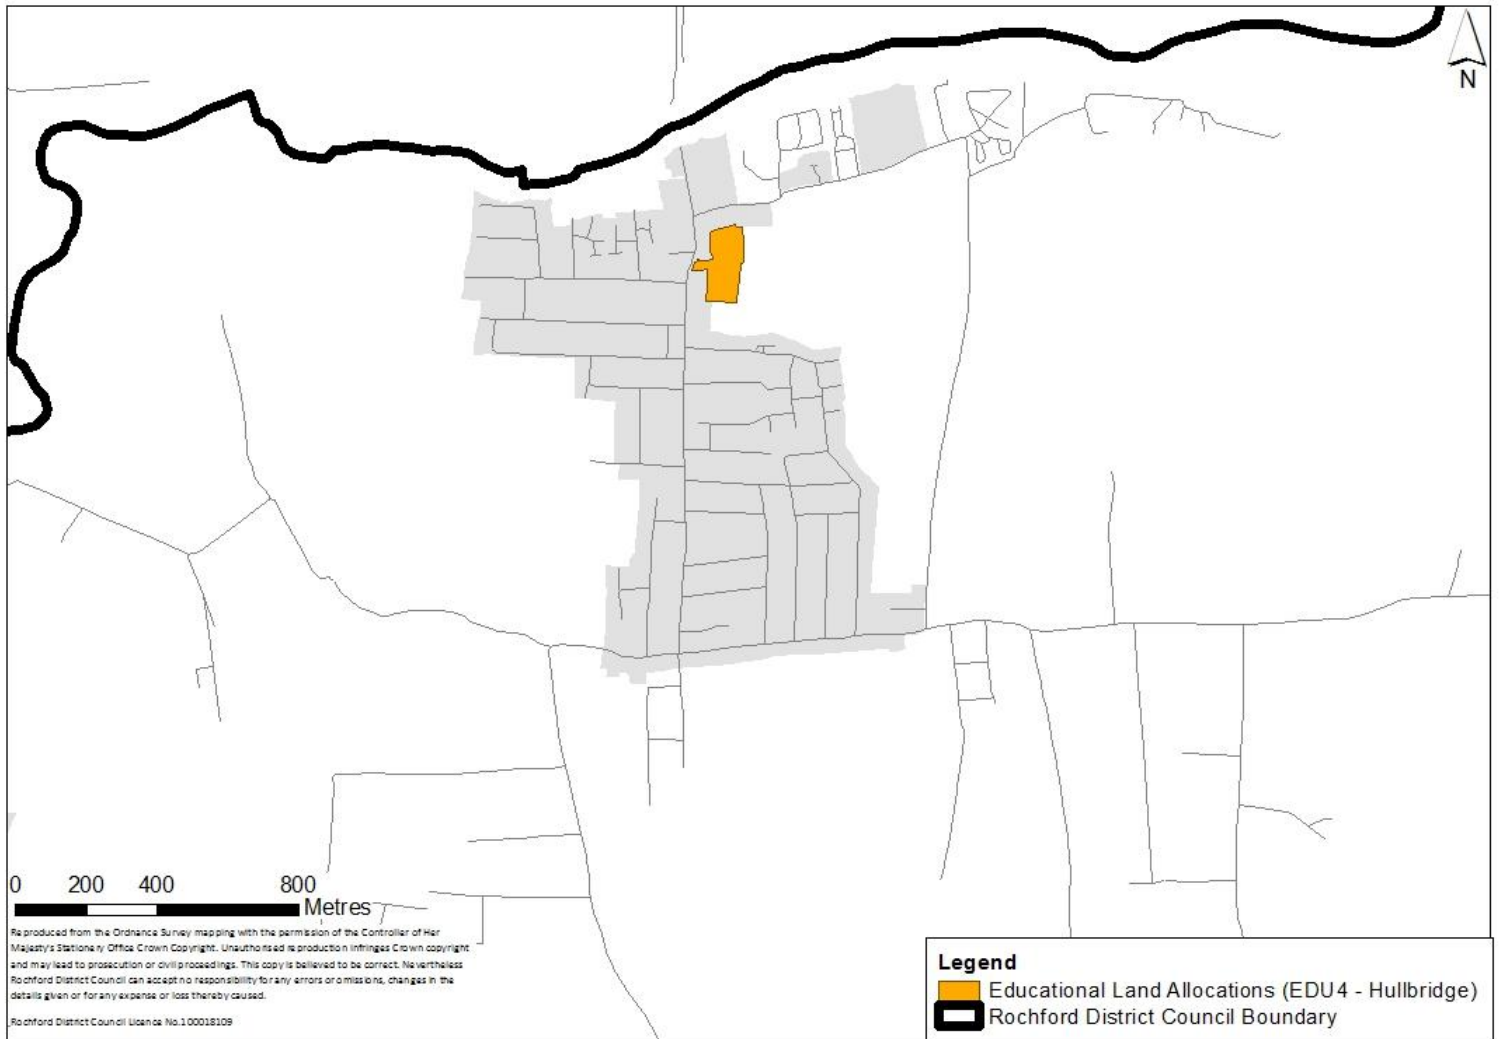 N
0 200 400 800
Metres
Reproduced from the Ordnance Survey mapping with the permission of the Controller of Her
Majesty's Stationery Office Crown Copyright. Unauthorised reproduction infringes Crown copyright
and may lead to prosecution or civil proceedings. This copy is believed to be correct. Nevertheless
Rochford District Council can accept no responsibility for any errors or omissions, changes in the
details given or for any expense or loss thereby caused.
Rochford District Council Licence No.100018109
Legend
Educational Land Allocations (EDU4 - Hullbridge)
Rochford District Council Boundary